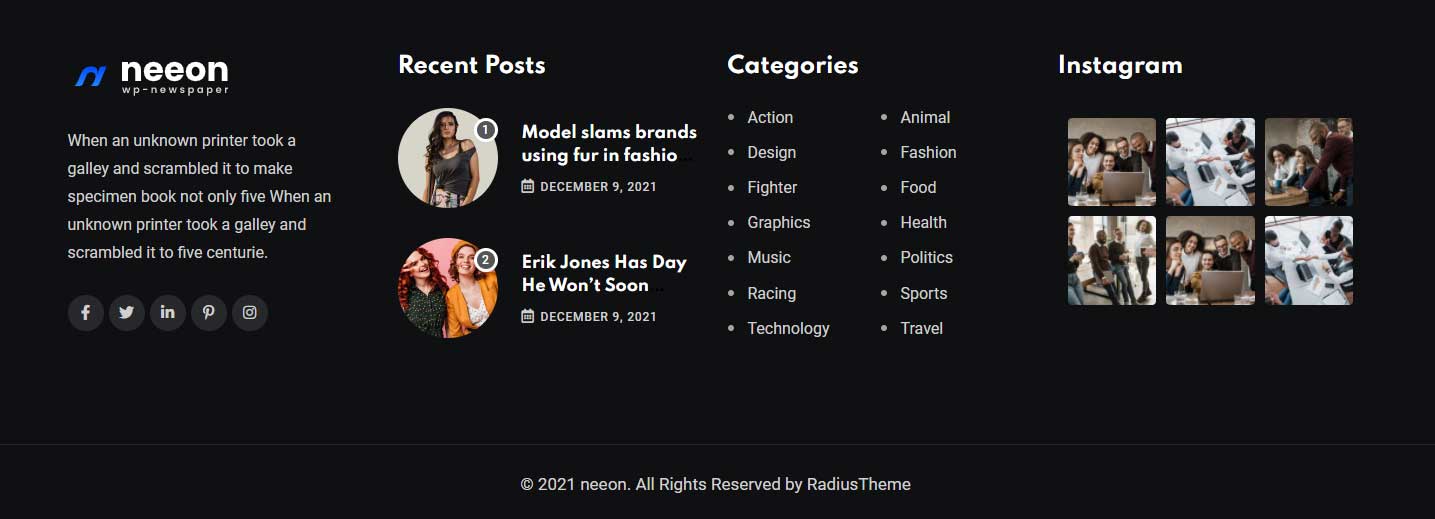 neeon
wp-newspaper
When an unknown printer took a
galley and scrambled it to make
specimen book not only five When an
unknown printer took a galley and
scrambled it to five centurie.
Recent Posts
1
Model slams brands
using fur in fashio...
DECEMBER 9, 2021
2
Erik Jones Has Day
He Won’t Soon...
DECEMBER 9, 2021
Categories
Action
Design
Fighter
Graphics
Music
Racing
Technology
Animal
Fashion
Food
Health
Politics
Sports
Travel
Instagram
© 2021 neeon. All Rights Reserved by RadiusTheme